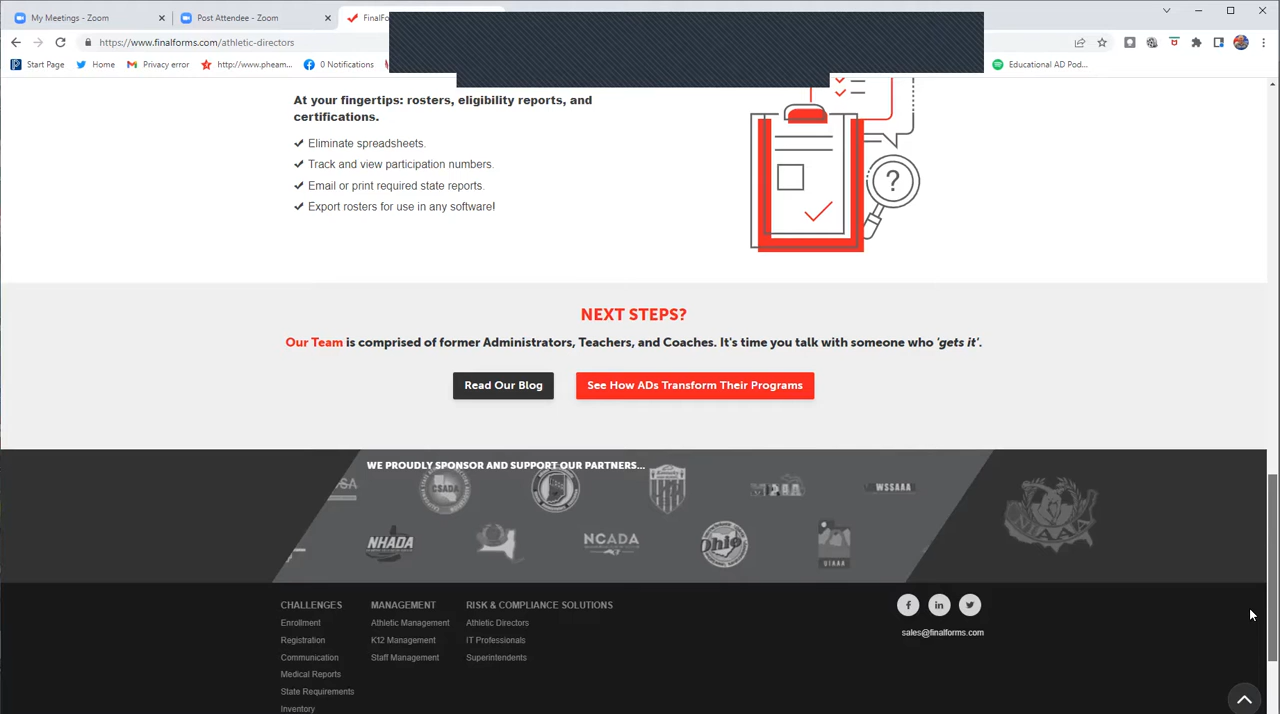 My Meetings - Zoom
Post Attendee - Zoom
https://www.finalforms.com/athletic-directors
Start Page
Home
Privacy error
http://www.pheam...
0 Notifications
Educational AD Pod...
At your fingertips: rosters, eligibility reports, and
certifications.
Eliminate spreadsheets.
Track and view participation numbers.
Email or print required state reports.
Export rosters for use in any software!
?
NEXT STEPS?
Our Team is comprised of former Administrators, Teachers, and Coaches. It's time you talk with someone who 'gets it'.
Read Our Blog
See How ADs Transform Their Programs
WE PROUDLY SPONSOR AND SUPPORT OUR PARTNERS...
CSADA
WSSAAA
NHADA
NCADA
Ohio
UIAAA
CHALLENGES
MANAGEMENT
RISK & COMPLIANCE SOLUTIONS
Enrollment
Athletic Management
Athletic Directors
Registration
K12 Management
IT Professionals
sales@finalforms.com
Communication
Staff Management
Superintendents
Medical Reports
State Requirements
Inventory